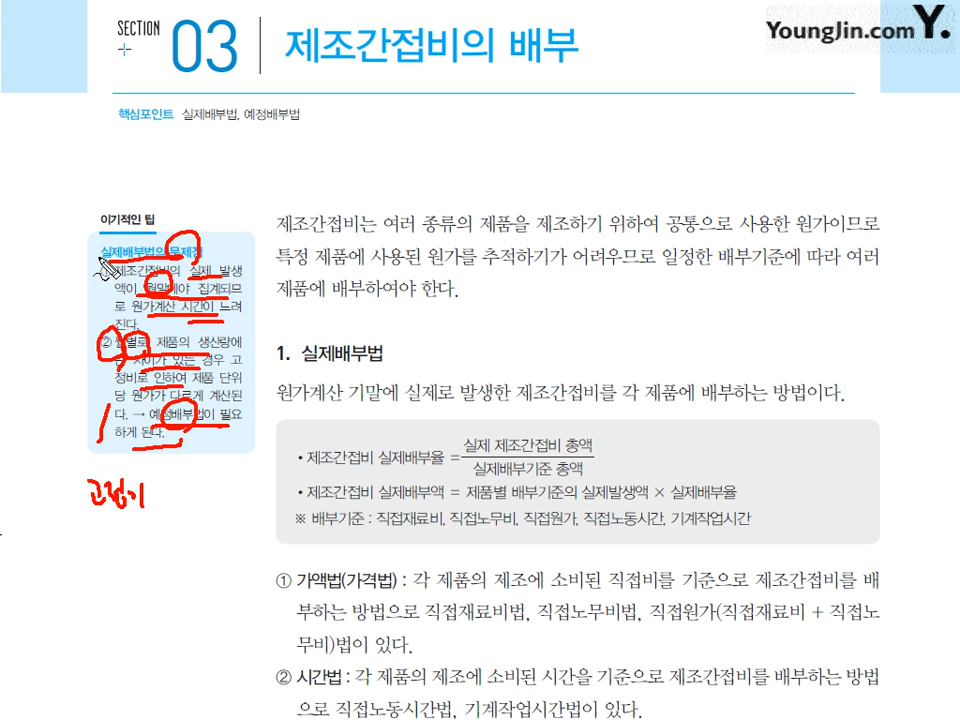 SECTION
03
제조간접비의 배부
YoungJin.com Y.
핵심포인트 실제배부법, 예정배부법
이기적인 팁
실제배부법의 문제점
① 제조간접비의 실제 발생
액이 월말에야 집계되므
로 원가계산 시간이 느려
진다.
② 월별로 제품의 생산량에
차이가 있는 경우 고
정비로 인하여 제품 단위
당 원가가 다르게 계산된
다. → 예정배부법이 필요
하게 된다.
제조간접비는 여러 종류의 제품을 제조하기 위하여 공통으로 사용한 원가이므로
특정 제품에 사용된 원가를 추적하기가 어려우므로 일정한 배부기준에 따라 여러
제품에 배부하여야 한다.
1. 실제배부법
원가계산 기말에 실제로 발생한 제조간접비를 각 제품에 배부하는 방법이다.
• 제조간접비 실제배부율 = 실제 제조간접비 총액
실제배부기준 총액
• 제조간접비 실제배부액 = 제품별 배부기준의 실제발생액 × 실제배부율
※ 배부기준 : 직접재료비, 직접노무비, 직접원가, 직접노동시간, 기계작업시간
① 가액법(가격법) : 각 제품의 제조에 소비된 직접비를 기준으로 제조간접비를 배
부하는 방법으로 직접재료비법, 직접노무비법, 직접원가(직접재료비 + 직접노
무비)법이 있다.
② 시간법 : 각 제품의 제조에 소비된 시간을 기준으로 제조간접비를 배부하는 방법
으로 직접노동시간법, 기계작업시간법이 있다.